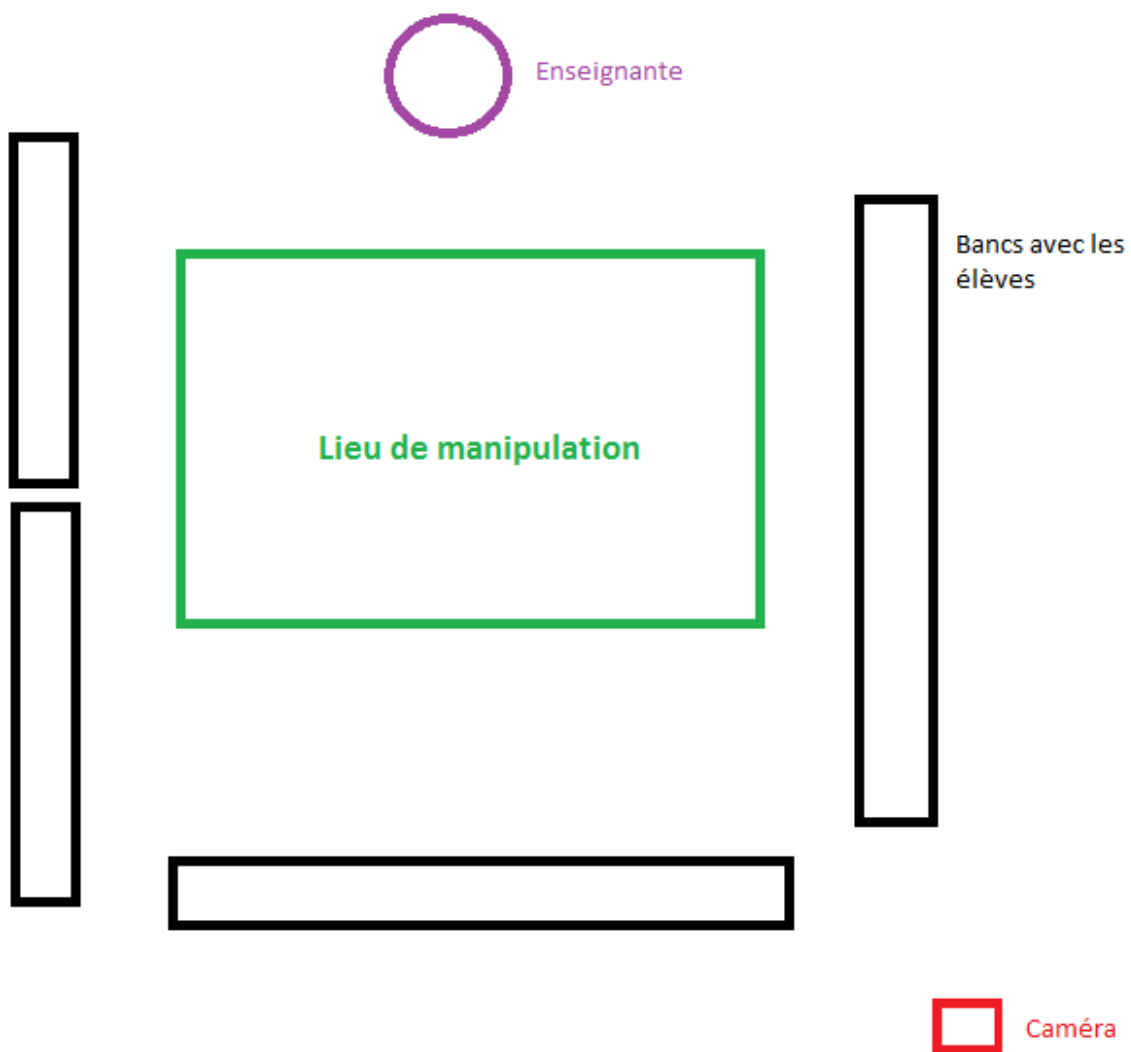 Enseignante
Bancs avec les
élèves
Lieu de manipulation
Caméra